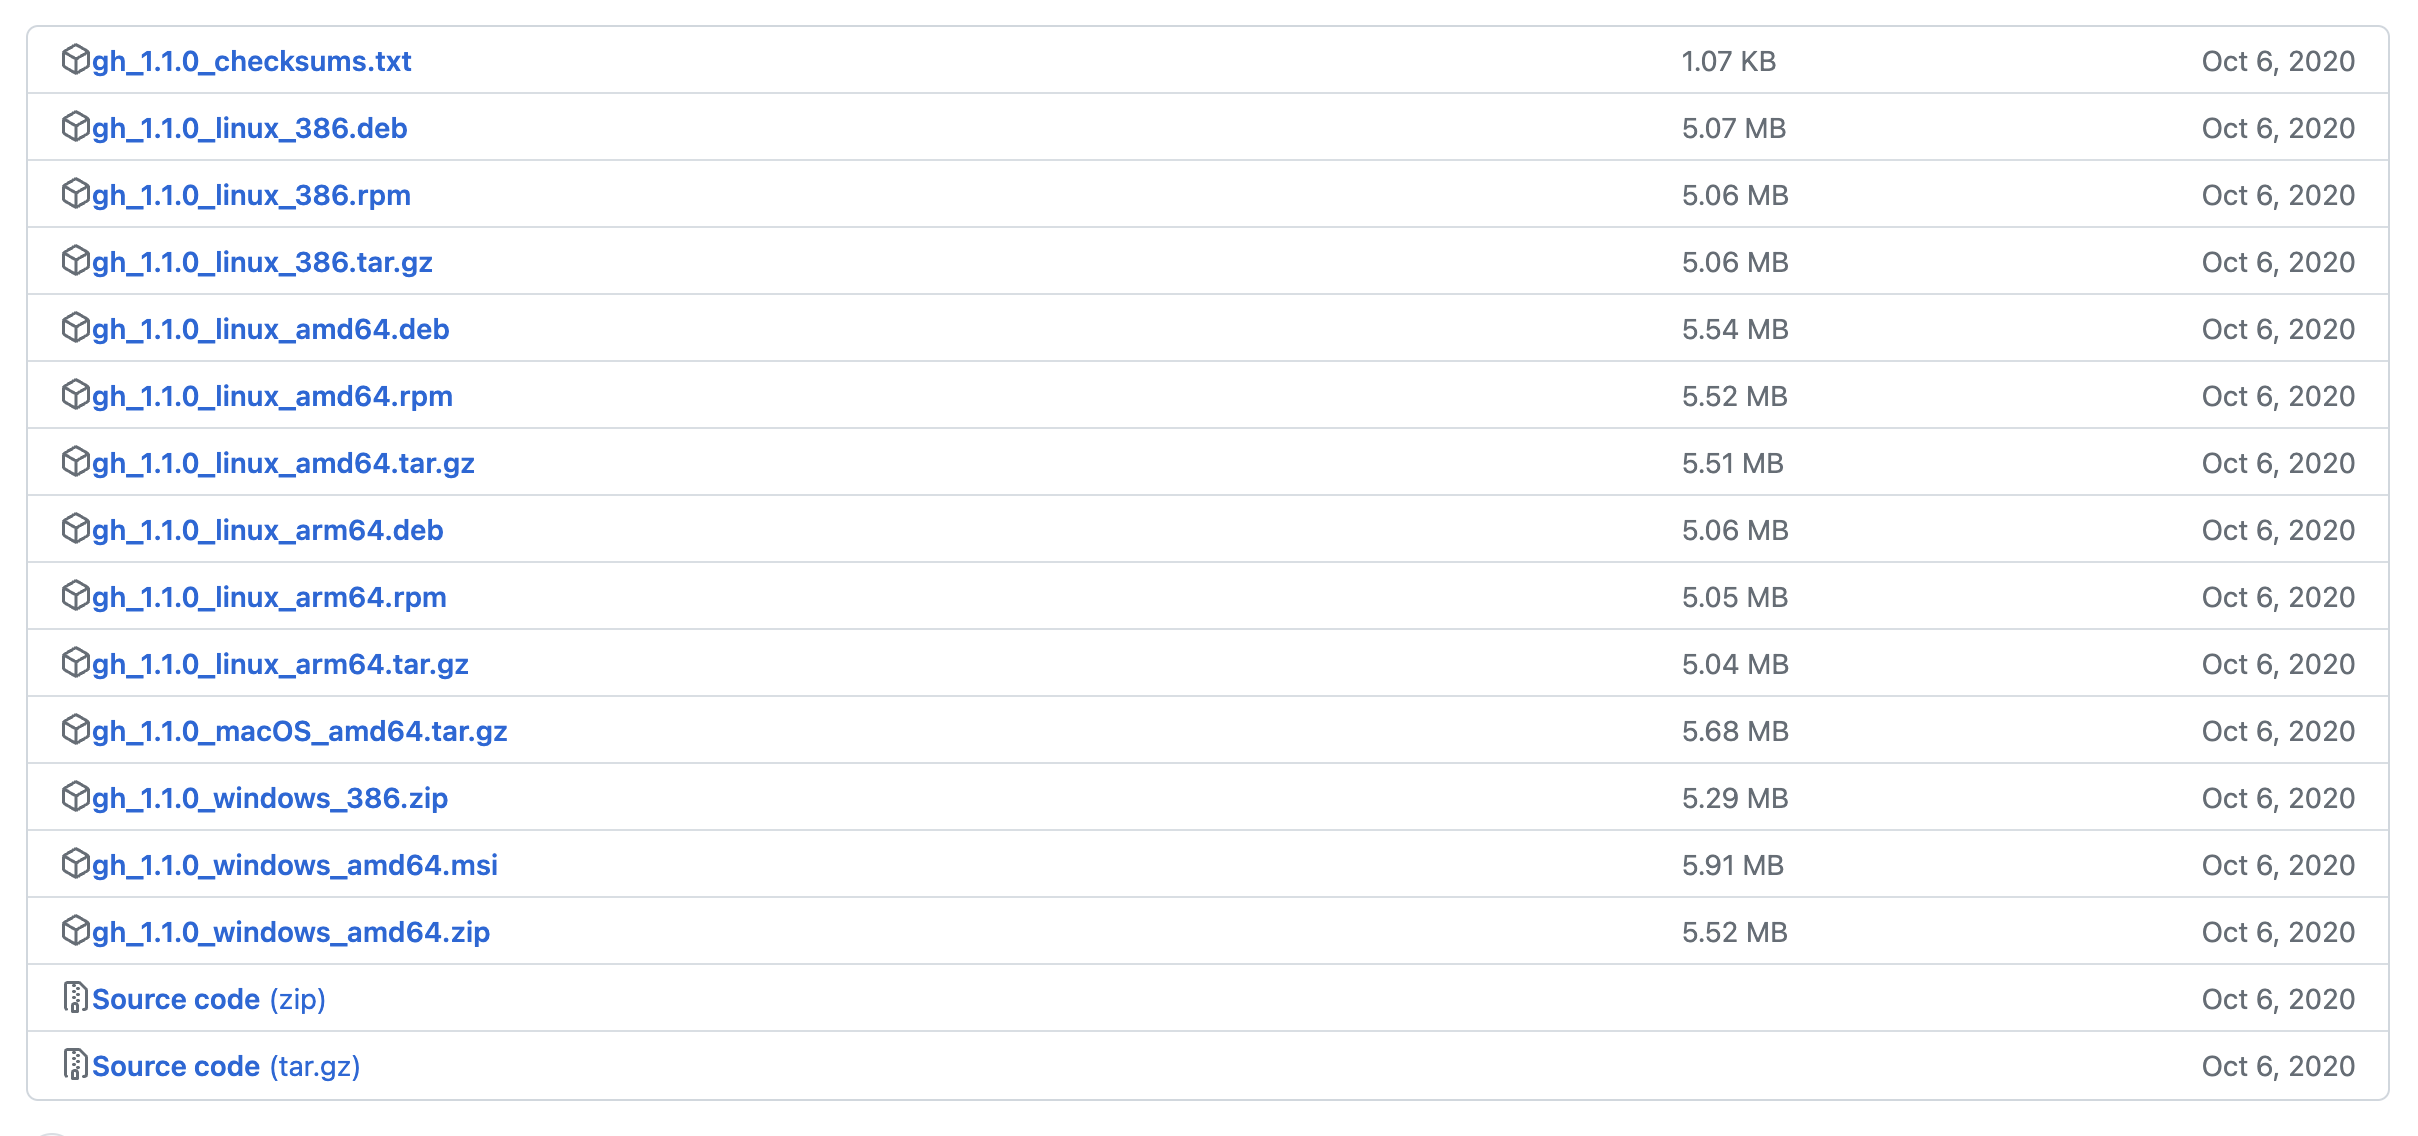 gh_1.1.0_checksums.txt 1.07 KB Oct 6, 2020
gh_1.1.0_linux_386.deb 5.07 MB Oct 6, 2020
gh_1.1.0_linux_386.rpm 5.06 MB Oct 6, 2020
gh_1.1.0_linux_386.tar.gz 5.06 MB Oct 6, 2020
gh_1.1.0_linux_amd64.deb 5.54 MB Oct 6, 2020
gh_1.1.0_linux_amd64.rpm 5.52 MB Oct 6, 2020
gh_1.1.0_linux_amd64.tar.gz 5.51 MB Oct 6, 2020
gh_1.1.0_linux_arm64.deb 5.06 MB Oct 6, 2020
gh_1.1.0_linux_arm64.rpm 5.05 MB Oct 6, 2020
gh_1.1.0_linux_arm64.tar.gz 5.04 MB Oct 6, 2020
gh_1.1.0_macOS_amd64.tar.gz 5.68 MB Oct 6, 2020
gh_1.1.0_windows_386.zip 5.29 MB Oct 6, 2020
gh_1.1.0_windows_amd64.msi 5.91 MB Oct 6, 2020
gh_1.1.0_windows_amd64.zip 5.52 MB Oct 6, 2020
Source code (zip) Oct 6, 2020
Source code (tar.gz) Oct 6, 2020